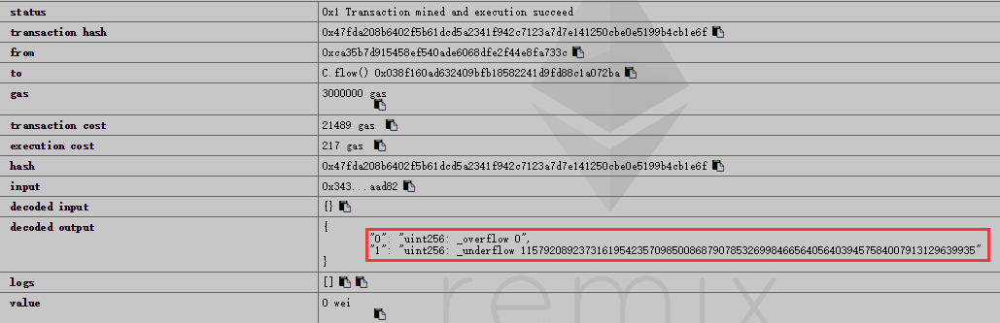 status 0x1 Transaction mined and execution succeed
transaction hash 0x47fda208b6402f5b61dcd5a2341f942c7123a7d7e141250cbe0e5199b4cb1e6f
from 0xca35b7d915458ef540ade6068dfe2f44e8fa733c
to C.flow() 0x038f160ad632409bfb18582241d9fd88c1a072ba
gas 3000000 gas
transaction cost 21489 gas
execution cost 217 gas
hash 0x47fda208b6402f5b61dcd5a2341f942c7123a7d7e141250cbe0e5199b4cb1e6f
input 0x343...aad82
decoded input {}
decoded output {
"0": "uint256: _overflow 0",
"1": "uint256: _underflow 115792089237316195423570985008687907853269984665640564039457584007913129639935"
}
logs []
value 0 wei
remix